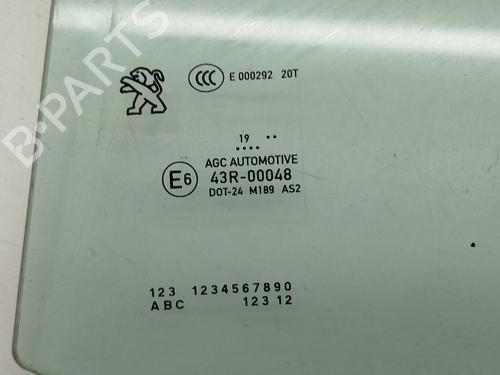 B-PARTS
CCC E 000292 20T
19 ..
....
AGC AUTOMOTIVE
E6 43R-00048
DOT-24 M189 AS2
123 1234567890
ABC 123 12